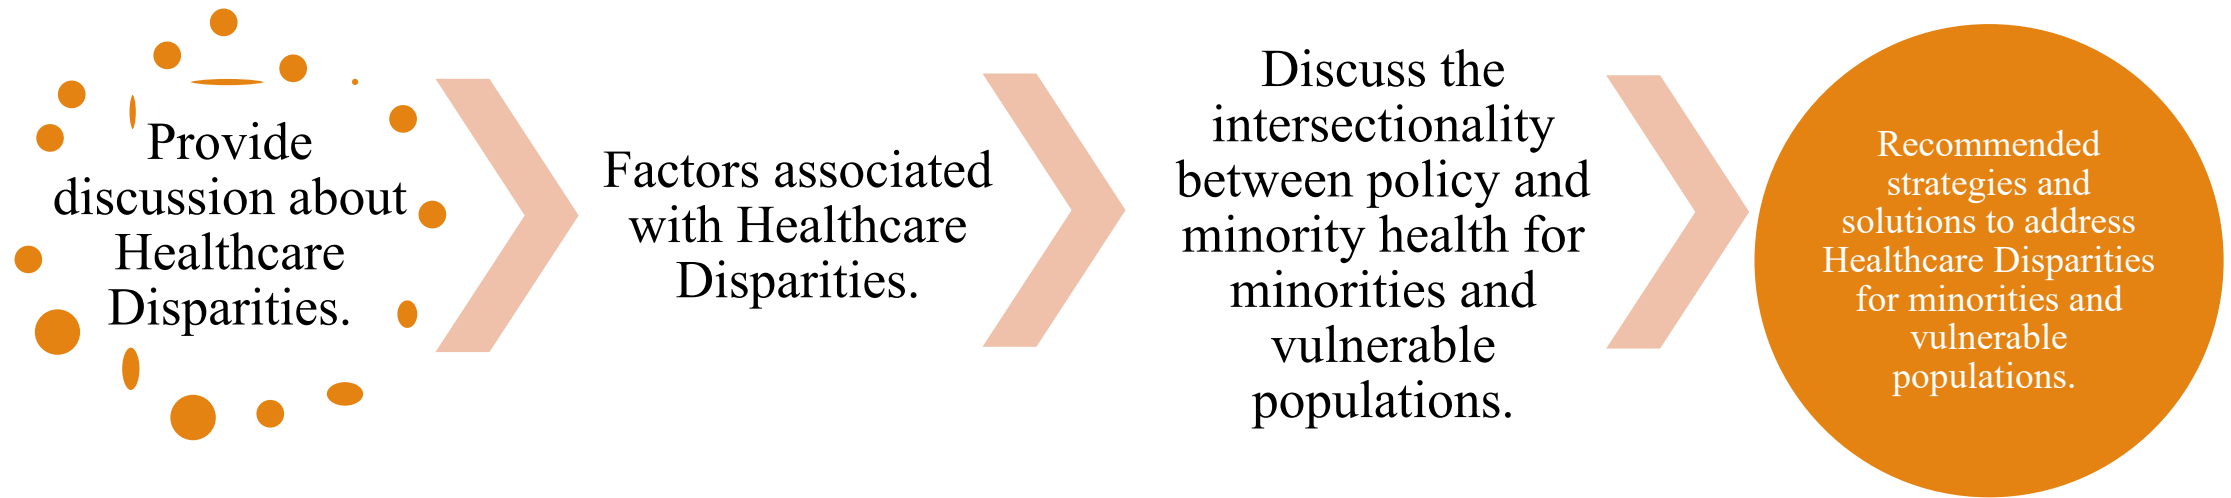 Provide
discussion about
Healthcare
Disparities.
Factors associated
with Healthcare
Disparities.
Discuss the
intersectionality
between policy and
minority health for
minorities and
vulnerable
populations.
Recommended
strategies and
solutions to address
Healthcare Disparities
for minorities and
vulnerable
populations.